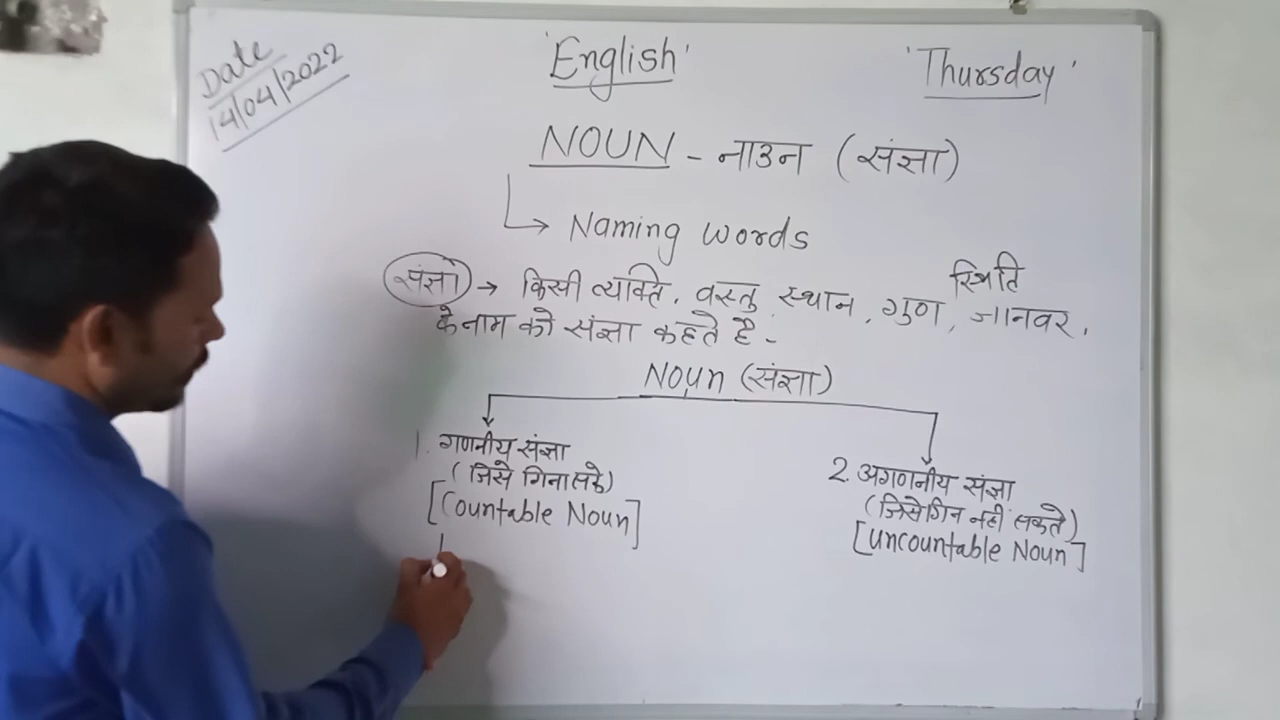 Date
14/04/2022
'English'
'Thursday'
NOUN - नाउन (संज्ञा)
Naming words
संज्ञा → किसी व्यक्ति, वस्तु, स्थान, गुण, स्थिति जानवर,
के नाम को संज्ञा कहते है -
Noun (संज्ञा)
1. गणनीय संज्ञा
(जिसे गिना सके)
[Countable Noun]
2. अगणनीय संज्ञा
(जिसे गिन नहीं सकते)
[uncountable Noun]